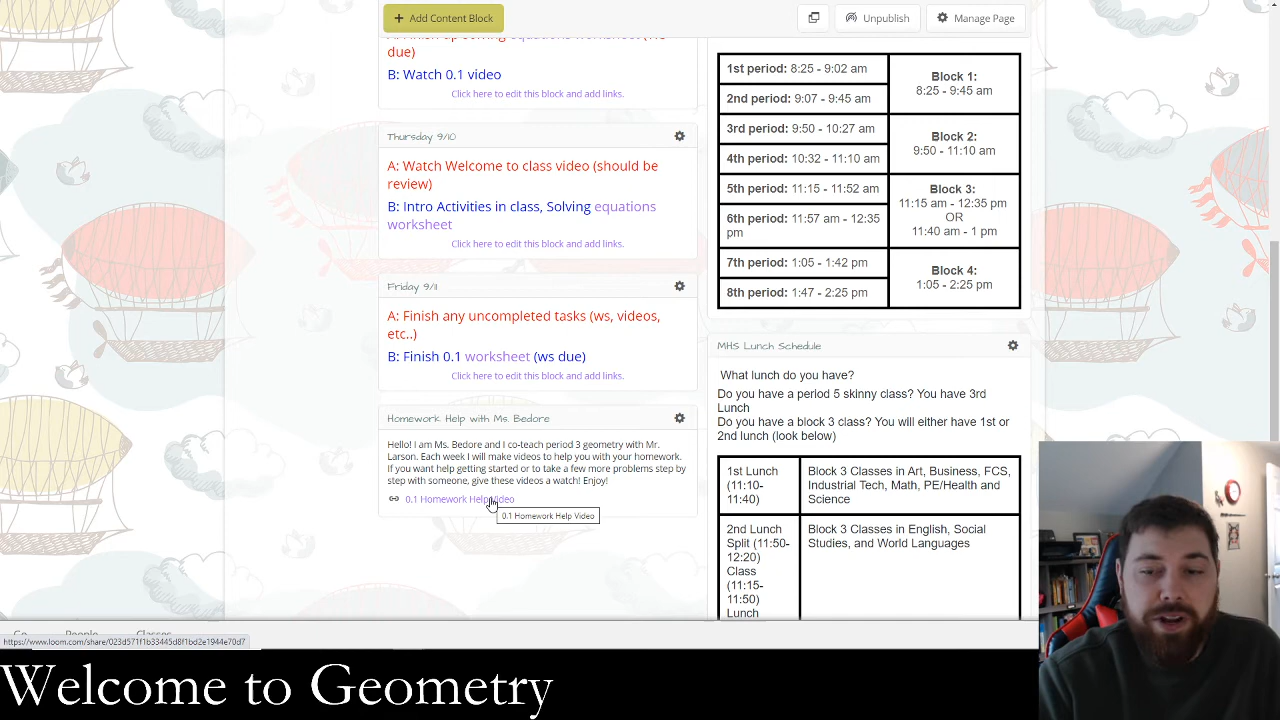 + Add Content Block
Unpublish
Manage Page
due)
B: Watch 0.1 video
Click here to edit this block and add links.
Thursday 9/10
A: Watch Welcome to class video (should be
review)
B: Intro Activities in class, Solving equations
worksheet
Click here to edit this block and add links.
Friday 9/11
A: Finish any uncompleted tasks (ws, videos,
etc..)
B: Finish 0.1 worksheet (ws due)
Click here to edit this block and add links.
Homework Help with Ms. Bedore
Hello! I am Ms. Bedore and I co-teach period 3 geometry with Mr.
Larson. Each week I will make videos to help you with your homework.
If you want help getting started or to take a few more problems step by
step with someone, give these videos a watch! Enjoy!
0.1 Homework Help Video
0.1 Homework Help Video
1st period: 8:25 - 9:02 am
2nd period: 9:07 - 9:45 am
Block 1:
8:25 - 9:45 am
3rd period: 9:50 - 10:27 am
4th period: 10:32 - 11:10 am
Block 2:
9:50 - 11:10 am
5th period: 11:15 - 11:52 am
6th period: 11:57 am - 12:35
pm
Block 3:
11:15 am - 12:35 pm
OR
11:40 am - 1 pm
7th period: 1:05 - 1:42 pm
8th period: 1:47 - 2:25 pm
Block 4:
1:05 - 2:25 pm
MHS Lunch Schedule
What lunch do you have?
Do you have a period 5 skinny class? You have 3rd
Lunch
Do you have a block 3 class? You will either have 1st or
2nd lunch (look below)
1st Lunch
(11:10-
11:40)
Block 3 Classes in Art, Business, FCS,
Industrial Tech, Math, PE/Health and
Science
2nd Lunch
Split (11:50-
12:20)
Class
(11:15-
11:50)
Lunch
Block 3 Classes in English, Social
Studies, and World Languages
https://www.loom.com/share/023d571f1b33445d8f1bd2e1944e70d7
Welcome to Geometry